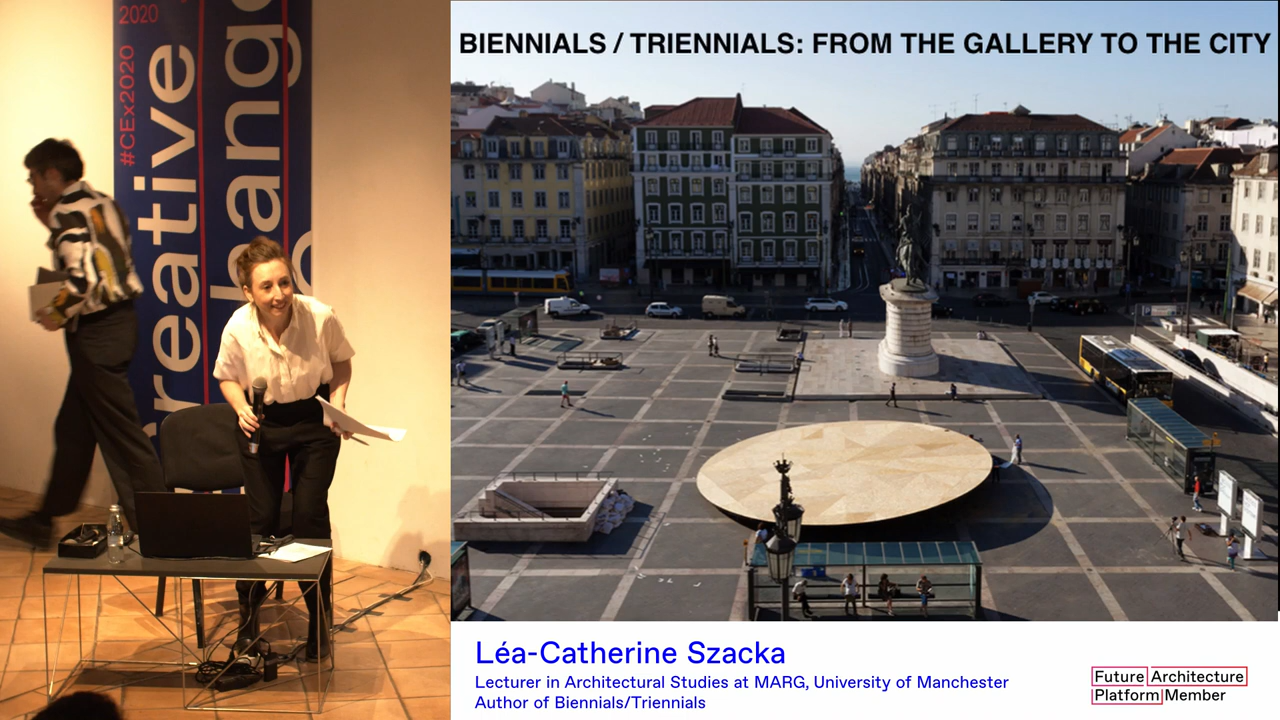 2020
#CEx2020
creative
change
BIENNIALS / TRIENNIALS: FROM THE GALLERY TO THE CITY
Léa-Catherine Szacka
Lecturer in Architectural Studies at MARG, University of Manchester
Author of Biennials/Triennials
Future Architecture
Platform Member